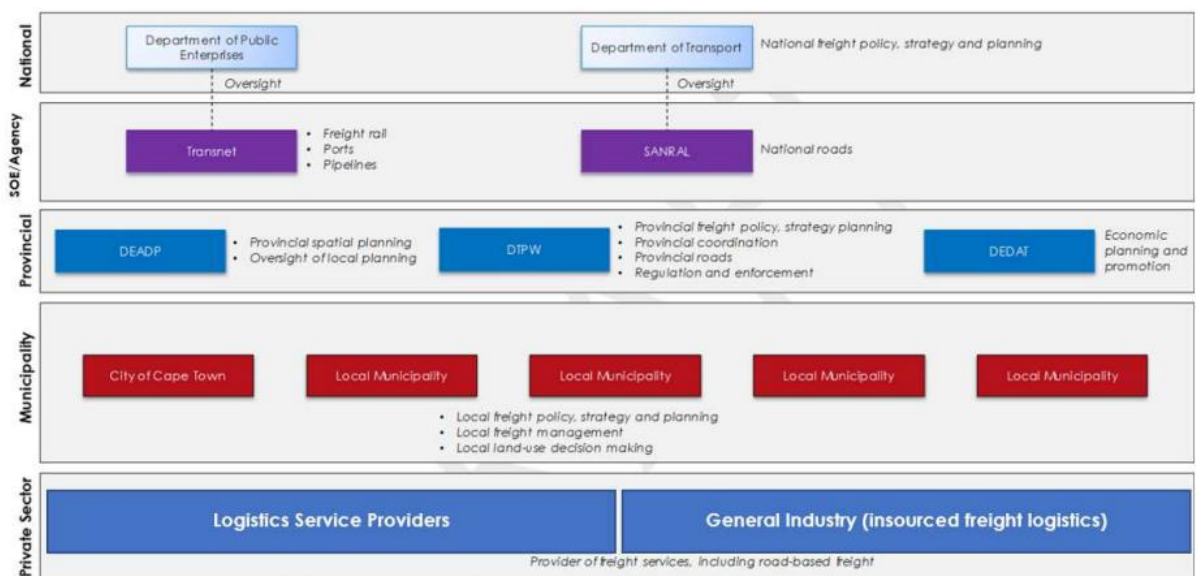 National
Department of Public
Enterprises
Department of Transport
National freight policy, strategy and planning
Oversight
Oversight
SOE/Agency
Transnet
• Freight rail
• Ports
• Pipelines
SANRAL
National roads
Provincial
DEADP
• Provincial spatial planning
• Oversight of local planning
DTPW
• Provincial freight policy, strategy planning
• Provincial coordination
• Provincial roads
• Regulation and enforcement
DEDAT
Economic
planning and
promotion
Municipality
City of Cape Town
Local Municipality
Local Municipality
Local Municipality
Local Municipality
• Local freight policy, strategy and planning
• Local freight management
• Local land-use decision making
Private Sector
Logistics Service Providers
General Industry (insourced freight logistics)
Provider of freight services, including road-based freight